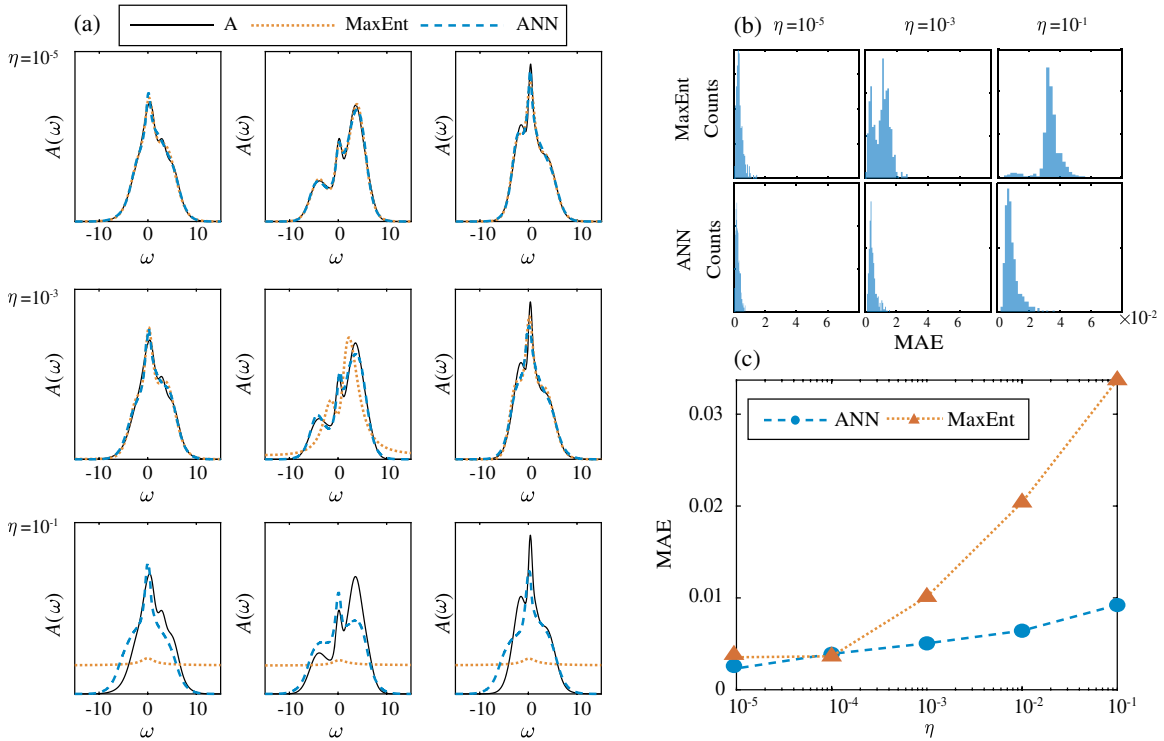 (a)
A MaxEnt ANN
η=10-5
A(ω) A(ω) A(ω)
-10 0 10 -10 0 10 -10 0 10
ω ω ω
η=10-3
A(ω) A(ω) A(ω)
-10 0 10 -10 0 10 -10 0 10
ω ω ω
η=10-1
A(ω) A(ω) A(ω)
-10 0 10 -10 0 10 -10 0 10
ω ω ω
(b)
η=10-5 η=10-3 η=10-1
MaxEnt
Counts
ANN
Counts
0 2 4 6 0 2 4 6 0 2 4 6 ×10-2
MAE
(c)
ANN MaxEnt
0.03
0.02
0.01
0
MAE
10-5 10-4 10-3 10-2 10-1
η